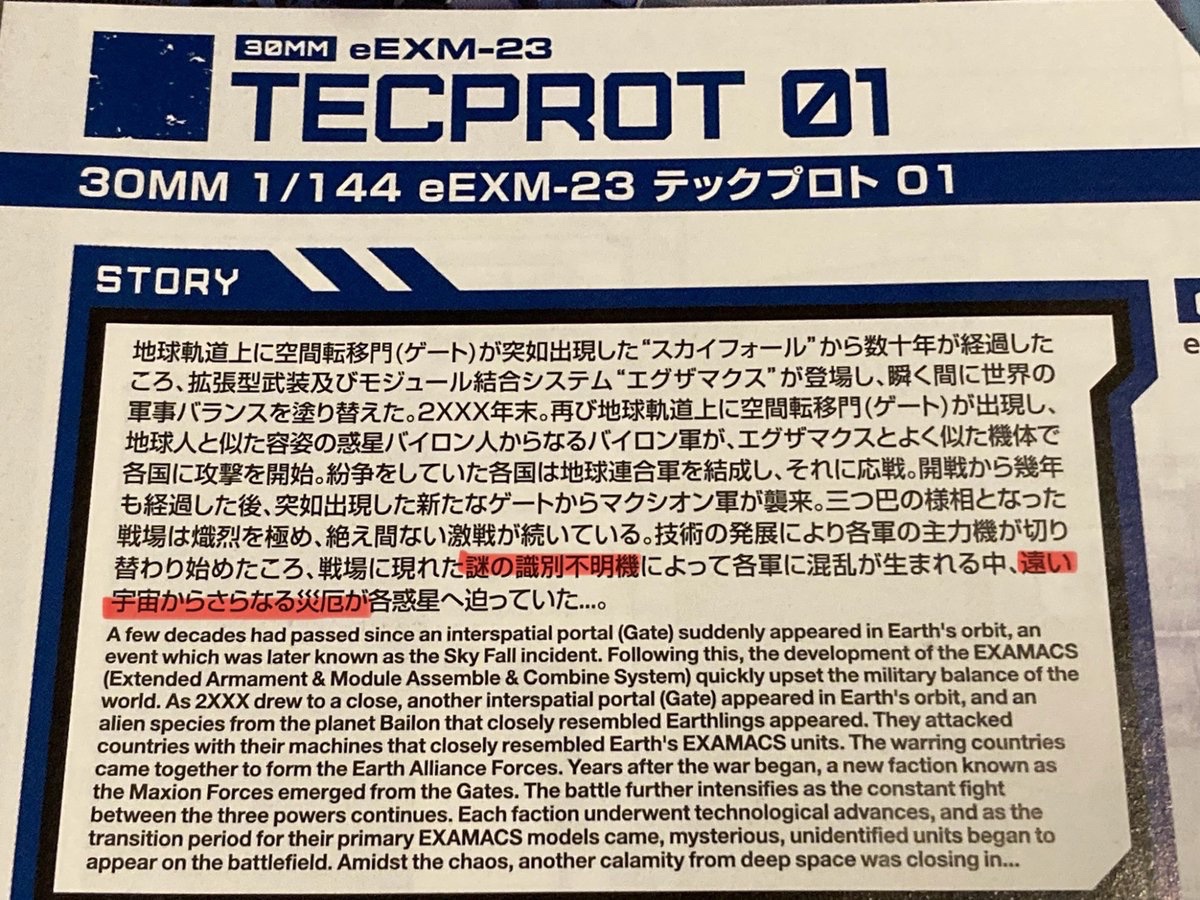 30MM eEXM-23
TECPROT 01
30MM 1/144 eEXM-23 テックプロト 01
STORY
地球軌道上に空間転移門(ゲート)が突如出現した“スカイフォール”から数十年が経過した
ころ、拡張型武装及びモジュール結合システム“エグザマクス”が登場し、瞬く間に世界の
軍事バランスを塗り替えた。2XXX年末。再び地球軌道上に空間転移門(ゲート)が出現し、
地球人と似た容姿の惑星バイロン人からなるバイロン軍が、エグザマクスとよく似た機体で
各国に攻撃を開始。紛争をしていた各国は地球連合軍を結成し、それに応戦。開戦から幾年
も経過した後、突如出現した新たなゲートからマクシオン軍が襲来。三つ巴の様相となった
戦場は熾烈を極め、絶え間ない激戦が続いている。技術の発展により各軍の主力機が切り
替わり始めたころ、戦場に現れた謎の識別不明機によって各軍に混乱が生まれる中、遠い
宇宙からさらなる災厄が各惑星へ迫っていた…。
A few decades had passed since an interspatial portal (Gate) suddenly appeared in Earth's orbit, an
event which was later known as the Sky Fall incident. Following this, the development of the EXAMACS
(Extended Armament & Module Assemble & Combine System) quickly upset the military balance of the
world. As 2XXX drew to a close, another interspatial portal (Gate) appeared in Earth's orbit, and an
alien species from the planet Bailon that closely resembled Earthlings appeared. They attacked
countries with their machines that closely resembled Earth's EXAMACS units. The warring countries
came together to form the Earth Alliance Forces. Years after the war began, a new faction known as
the Maxion Forces emerged from the Gates. The battle further intensifies as the constant fight
between the three powers continues. Each faction underwent technological advances, and as the
transition period for their primary EXAMACS models came, mysterious, unidentified units began to
appear on the battlefield. Amidst the chaos, another calamity from deep space was closing in...